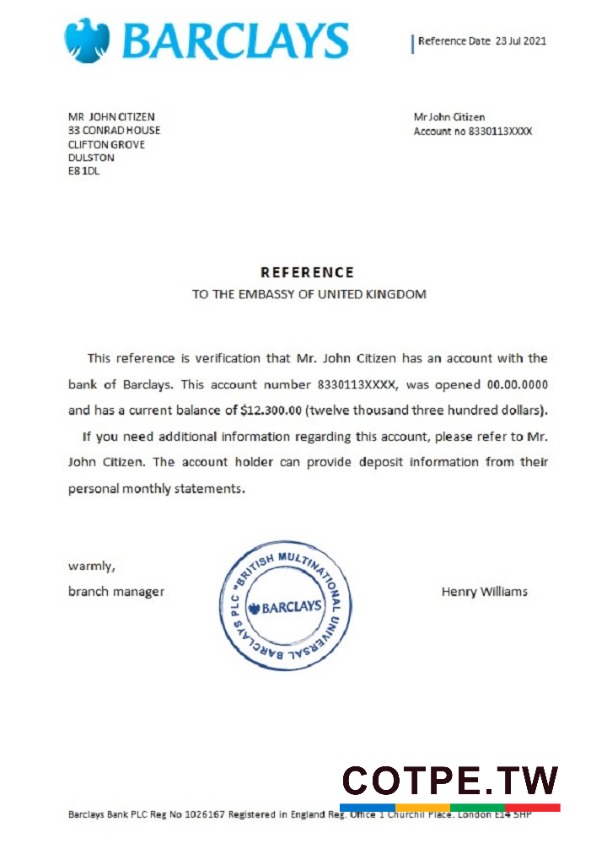 BARCLAYS
Reference Date 23 Jul 2021
MR JOHN CITIZEN
33 CONRAD HOUSE
CLIFTON GROVE
DULSTON
E8 1DL
Mr John Citizen
Account no 8330113XXXX
REFERENCE
TO THE EMBASSY OF UNITED KINGDOM
This reference is verification that Mr. John Citizen has an account with the
bank of Barclays. This account number 8330113XXXX, was opened 00.00.0000
and has a current balance of $12.300.00 (twelve thousand three hundred dollars).
If you need additional information regarding this account, please refer to Mr.
John Citizen. The account holder can provide deposit information from their
personal monthly statements.
warmly,
branch manager
BARCLAYS PLC "BRITISH MULTINATIONAL UNIVERSAL
BARCLAYS
Henry Williams
COTPE.TW
Barclays Bank PLC Reg No 1026167 Registered in England Reg. Office 1 Churchil Place. London E14 5HP